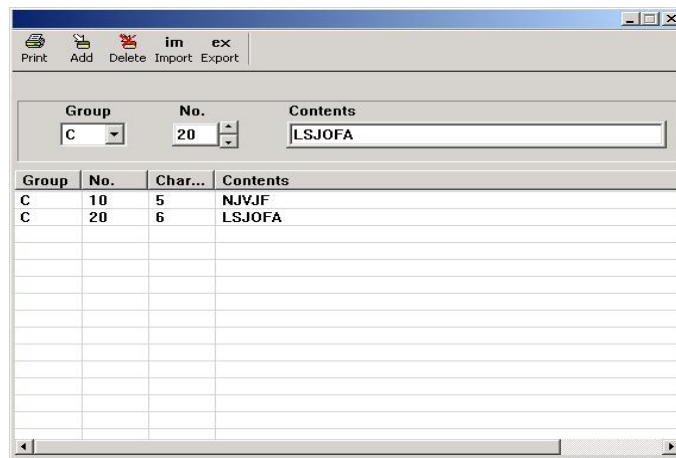 im ex
Print Add Delete Import Export
Group No. Contents
C 20 LSJOFA
Group No. Char... Contents
C 10 5 NJVJF
C 20 6 LSJOFA